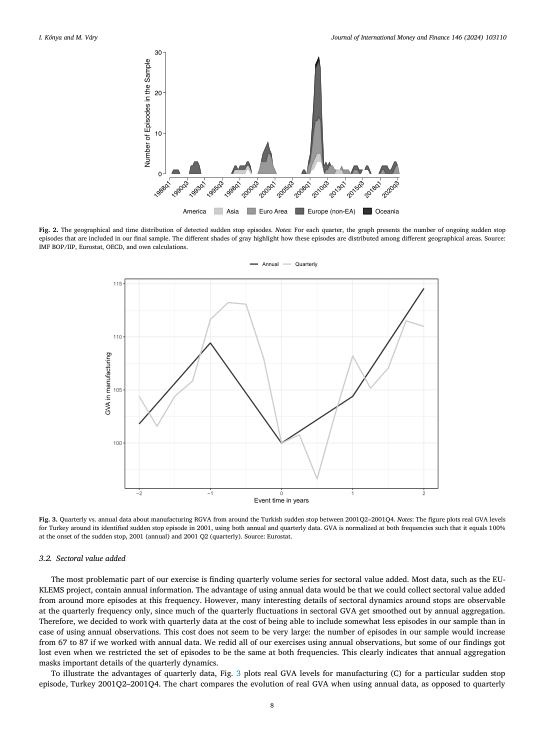 I. Kónya and M. Váry
Journal of International Money and Finance 146 (2024) 103110
Number of Episodes in the Sample
30
20
10
0
1988q1
1990q3
1993q1
1995q3
1998q1
2000q3
2003q1
2005q3
2008q1
2010q3
2013q1
2015q3
2018q1
2020q3
America
Asia
Euro Area
Europe (non-EA)
Oceania
Fig. 2. The geographical and time distribution of detected sudden stop episodes. Notes: For each quarter, the graph presents the number of ongoing sudden stop
episodes that are included in our final sample. The different shades of gray highlight how these episodes are distributed among different geographical areas. Source:
IMF BOP/IIP, Eurostat, OECD, and own calculations.
Annual
Quarterly
GVA in manufacturing
115
110
105
100
−2
−1
0
1
2
Event time in years
Fig. 3. Quarterly vs. annual data about manufacturing RGVA from around the Turkish sudden stop between 2001Q2–2001Q4. Notes: The figure plots real GVA levels
for Turkey around its identified sudden stop episode in 2001, using both annual and quarterly data. GVA is normalized at both frequencies such that it equals 100%
at the onset of the sudden stop, 2001 (annual) and 2001 Q2 (quarterly). Source: Eurostat.
3.2. Sectoral value added
The most problematic part of our exercise is finding quarterly volume series for sectoral value added. Most data, such as the EU-
KLEMS project, contain annual information. The advantage of using annual data would be that we could collect sectoral value added
from around more episodes at this frequency. However, many interesting details of sectoral dynamics around stops are observable
at the quarterly frequency only, since much of the quarterly fluctuations in sectoral GVA get smoothed out by annual aggregation.
Therefore, we decided to work with quarterly data at the cost of being able to include somewhat less episodes in our sample than in
case of using annual observations. This cost does not seem to be very large: the number of episodes in our sample would increase
from 67 to 87 if we worked with annual data. We redid all of our exercises using annual observations, but some of our findings got
lost even when we restricted the set of episodes to be the same at both frequencies. This clearly indicates that annual aggregation
masks important details of the quarterly dynamics.
To illustrate the advantages of quarterly data, Fig. 3 plots real GVA levels for manufacturing (C) for a particular sudden stop
episode, Turkey 2001Q2–2001Q4. The chart compares the evolution of real GVA when using annual data, as opposed to quarterly
8